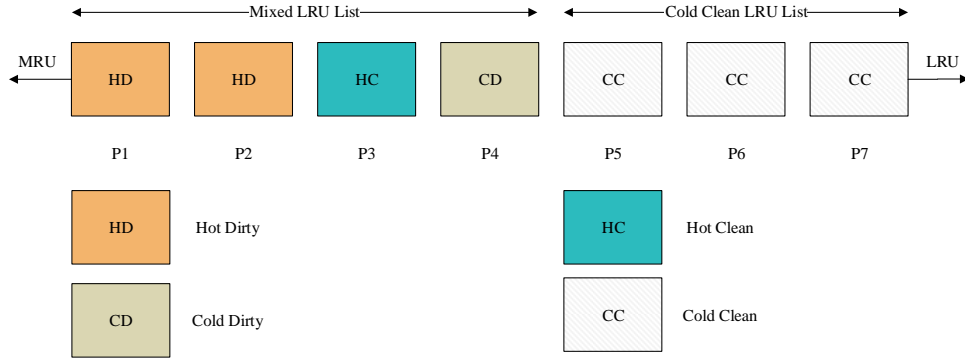 Mixed LRU List Cold Clean LRU List
MRU HD HD HC CD CC CC CC LRU
P1 P2 P3 P4 P5 P6 P7
HD Hot Dirty HC Hot Clean
CD Cold Dirty CC Cold Clean